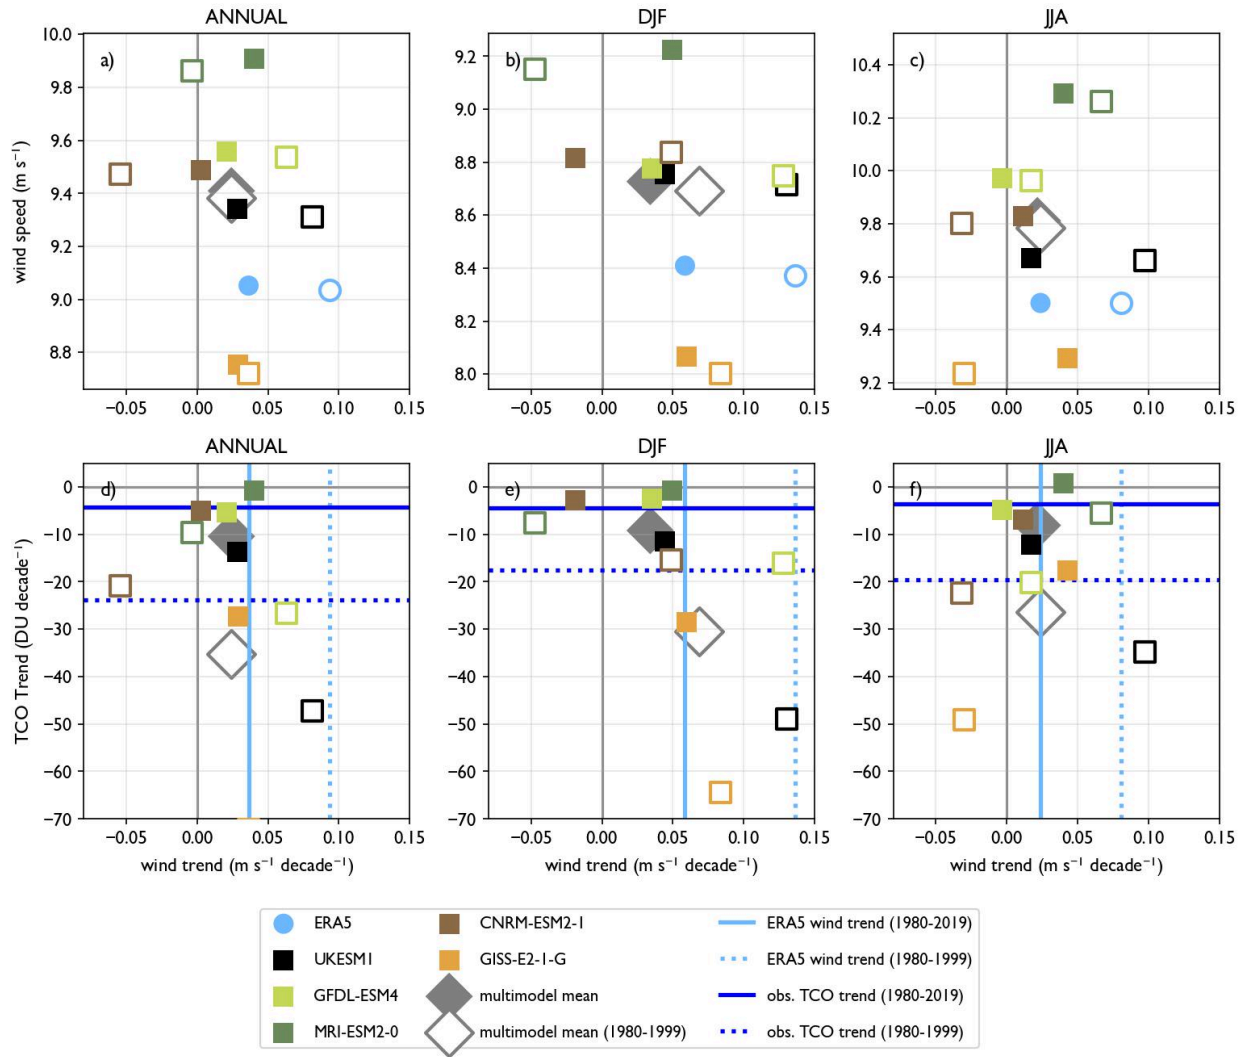 ANNUAL
DJF
JJA
a)
b)
c)
wind speed (m s⁻¹)
10.0
9.8
9.6
9.4
9.2
9.0
8.8
9.2
9.0
8.8
8.6
8.4
8.2
8.0
10.4
10.2
10.0
9.8
9.6
9.4
9.2
−0.05 0.00 0.05 0.10 0.15
−0.05 0.00 0.05 0.10 0.15
−0.05 0.00 0.05 0.10 0.15
ANNUAL
DJF
JJA
d)
e)
f)
TCO Trend (DU decade⁻¹)
0
−10
−20
−30
−40
−50
−60
−70
0
−10
−20
−30
−40
−50
−60
−70
0
−10
−20
−30
−40
−50
−60
−70
−0.05 0.00 0.05 0.10 0.15
−0.05 0.00 0.05 0.10 0.15
−0.05 0.00 0.05 0.10 0.15
wind trend (m s⁻¹ decade⁻¹)
wind trend (m s⁻¹ decade⁻¹)
wind trend (m s⁻¹ decade⁻¹)
ERA5
UKESM1
GFDL-ESM4
MRI-ESM2-0
CNRM-ESM2-1
GISS-E2-1-G
multimodel mean
multimodel mean (1980-1999)
ERA5 wind trend (1980-2019)
ERA5 wind trend (1980-1999)
obs. TCO trend (1980-2019)
obs. TCO trend (1980-1999)